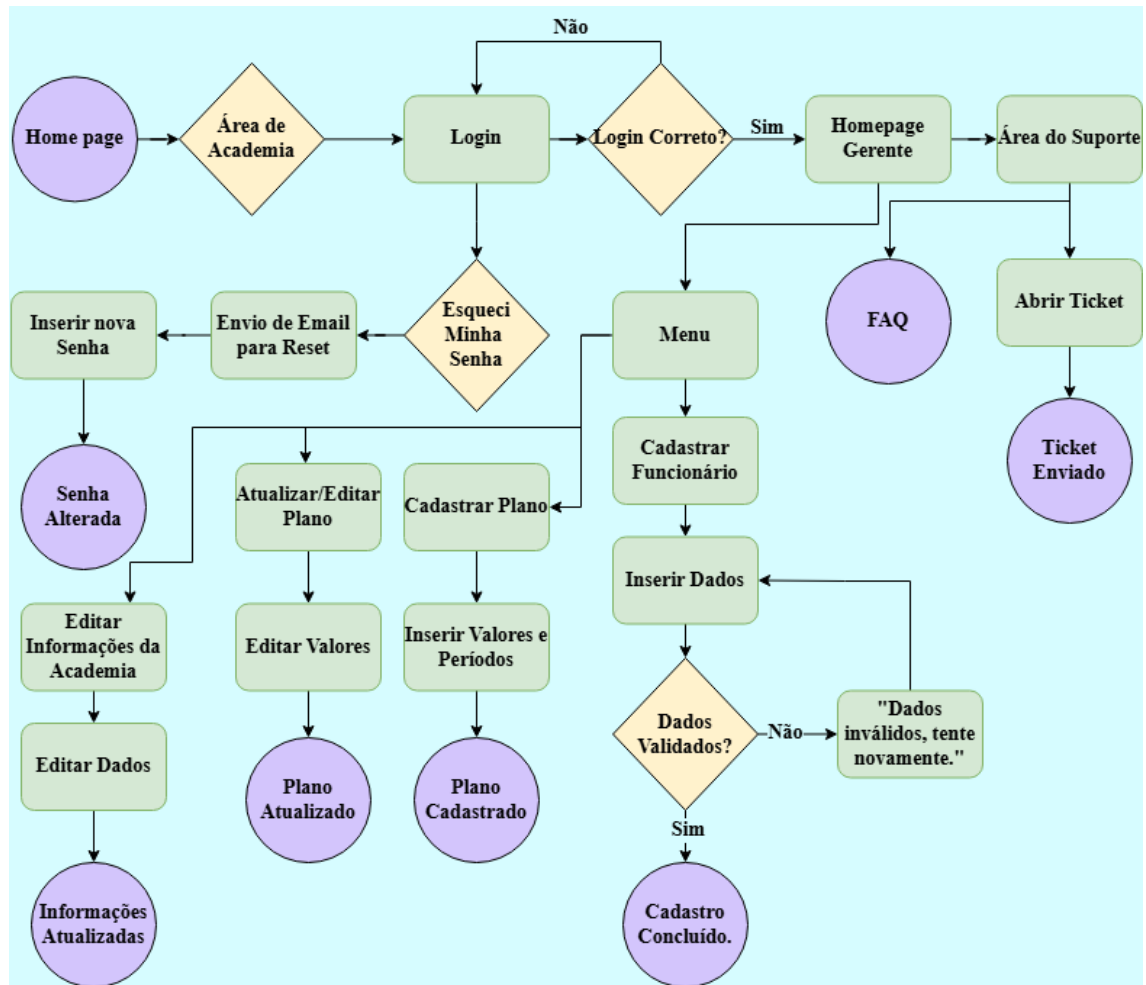 Não
Home page
Área de
Academia
Login
Login Correto?
Sim
Homepage
Gerente
Área do Suporte
Inserir nova
Senha
Envio de Email
para Reset
Esqueci
Minha
Senha
Menu
FAQ
Abrir Ticket
Senha
Alterada
Atualizar/Editar
Plano
Cadastrar Plano
Cadastrar
Funcionário
Ticket
Enviado
Inserir Dados
Editar
Informações da
Academia
Editar Valores
Inserir Valores e
Períodos
Dados
Validados?
Não
"Dados
inválidos, tente
novamente."
Editar Dados
Plano
Atualizado
Plano
Cadastrado
Sim
Informações
Atualizadas
Cadastro
Concluído.